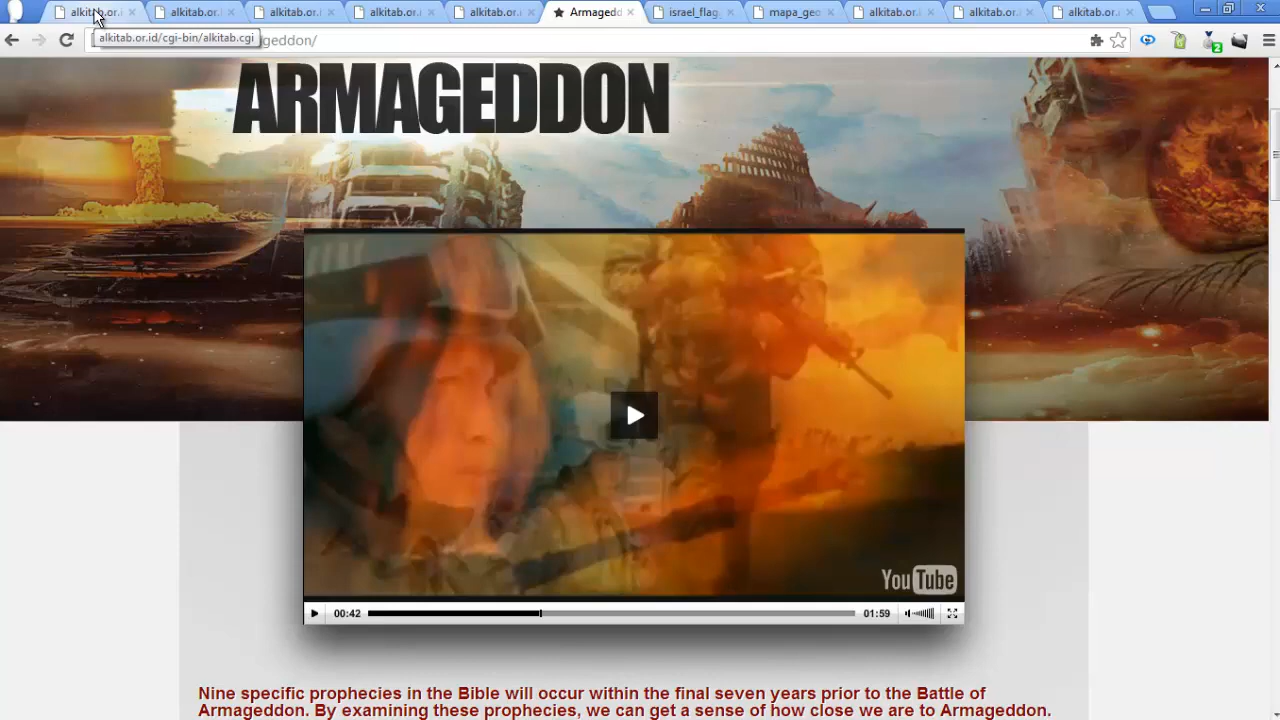 alkitab.or.i
alkitab.or.
alkitab.or.
alkitab.or.i
alkitab.or.i
Armagedd
israel_flag_
mapa_geo
alkitab.or.
alkitab.or.
alkitab.or.
alkitab.or.id/cgi-bin/alkitab.cgi
geddon/
2
ARMAGEDDON
YouTube
00:42
01:59
Nine specific prophecies in the Bible will occur within the final seven years prior to the Battle of
Armageddon. By examining these prophecies, we can get a sense of how close we are to Armageddon.